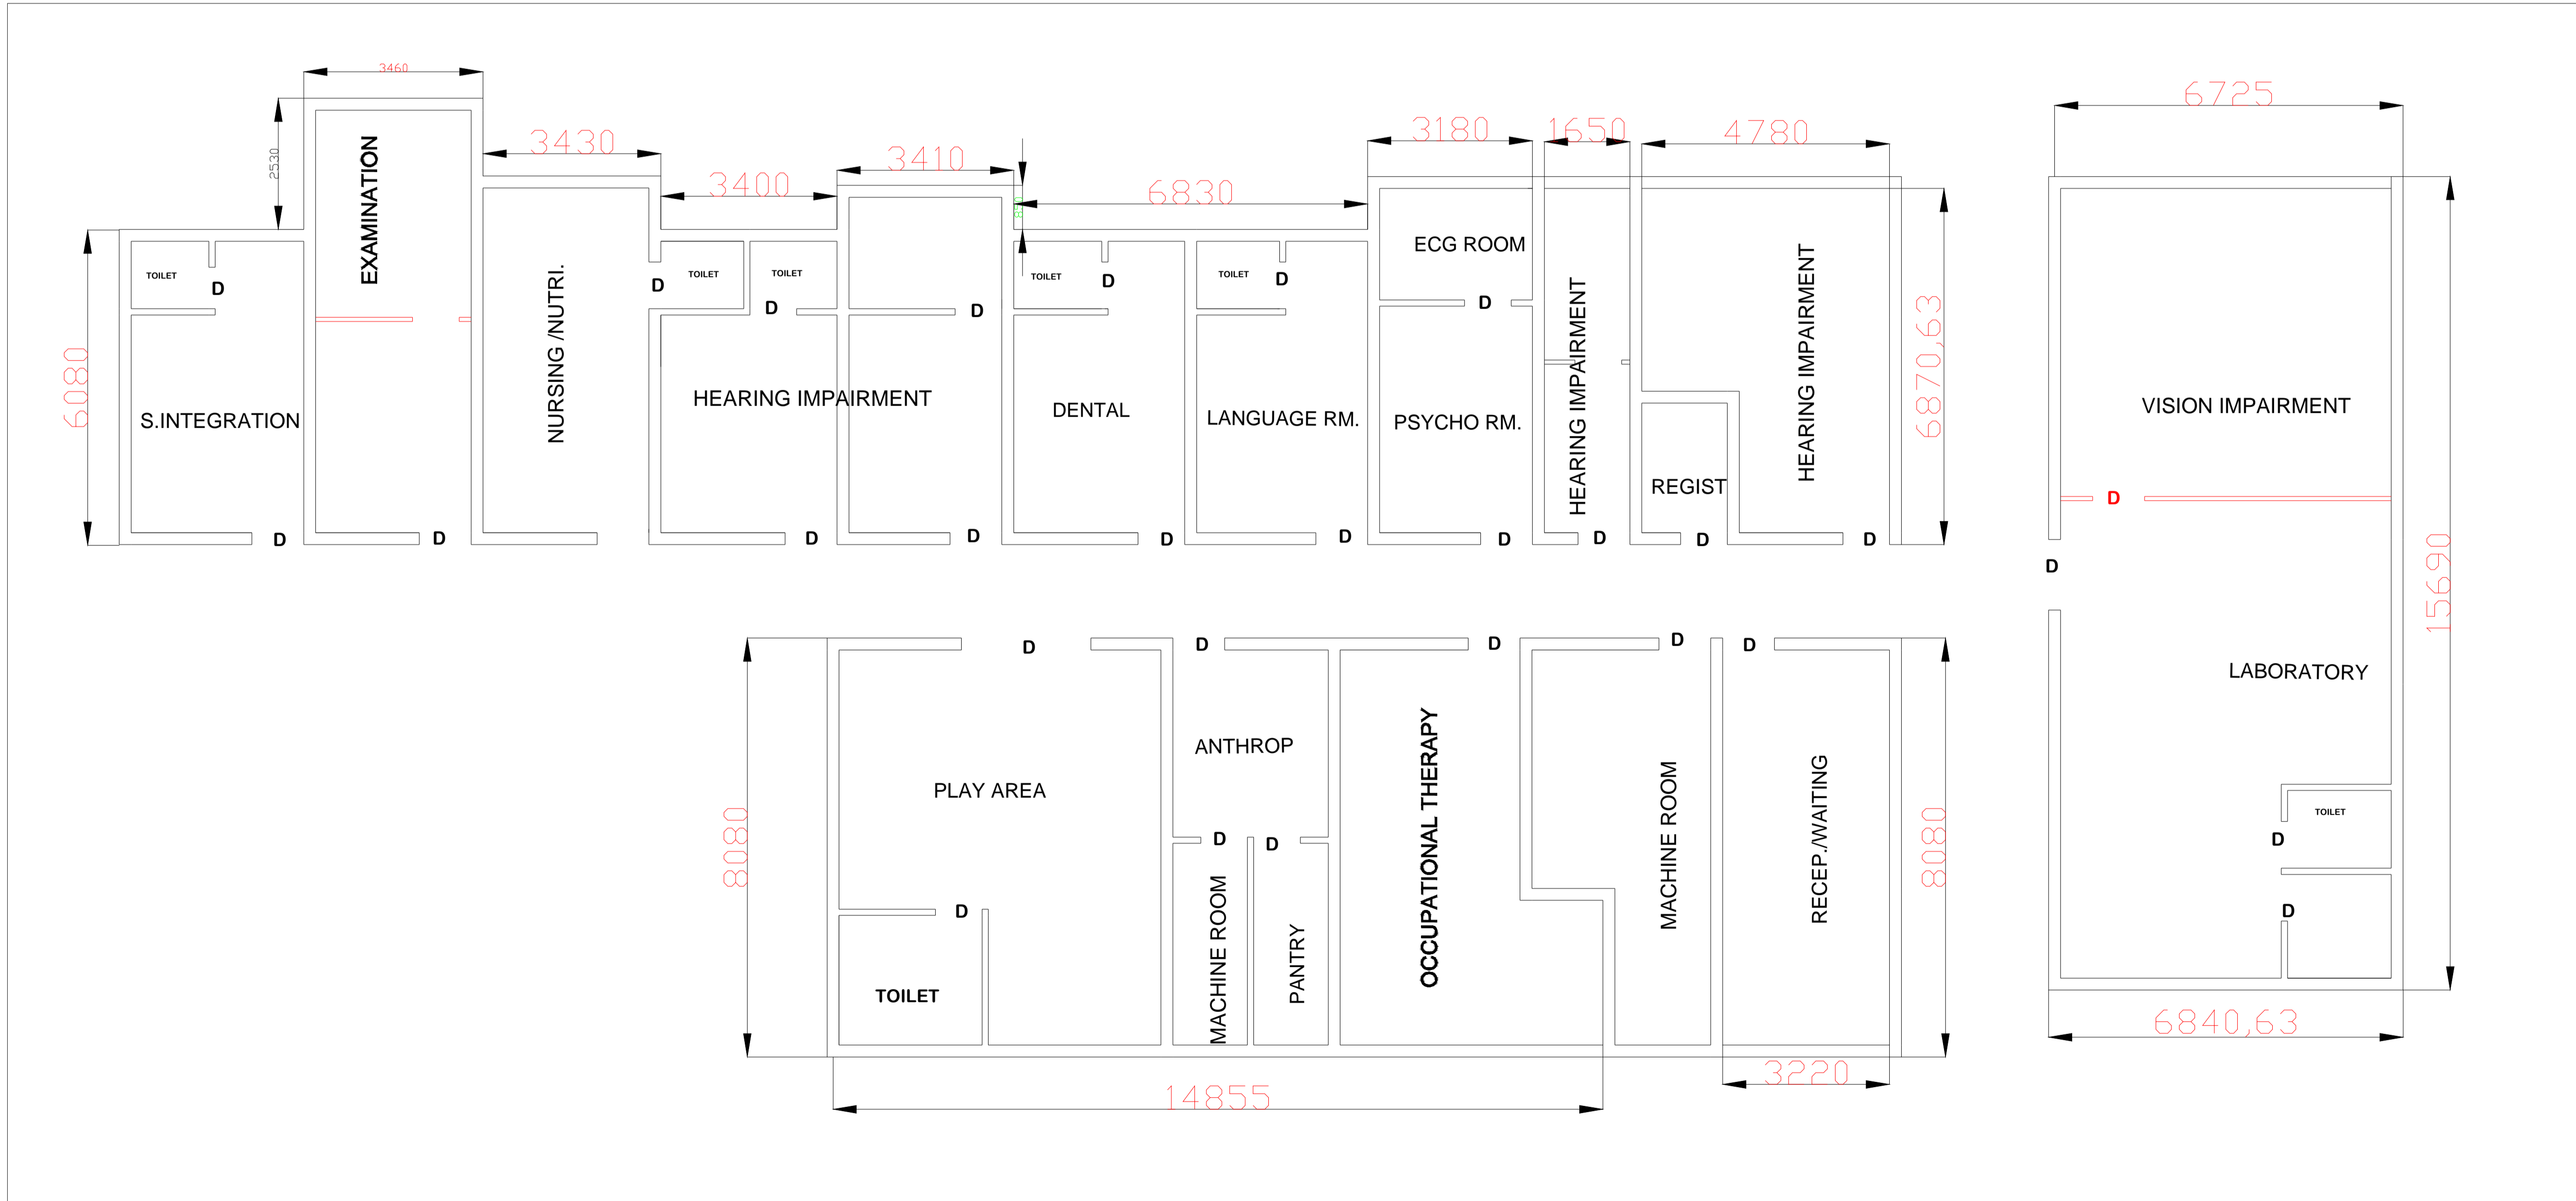 3460
6725
3430
3180
1650
4780
3410
3400
6830
2530
EXAMINATION
850
ECG ROOM
TOILET
D
TOILET
D
TOILET
D
TOILET
D
TOILET
D
D
D
D
NURSING /NUTRI.
HEARING IMPAIRMENT
HEARING IMPAIRMENT
6870,63
6080
S.INTEGRATION
HEARING IMPAIRMENT
DENTAL
LANGUAGE RM.
PSYCHO RM.
VISION IMPAIRMENT
REGIST
D
D
D
D
D
D
D
D
D
D
D
D
15690
D
D
D
D
D
D
LABORATORY
ANTHROP
PLAY AREA
OCCUPATIONAL THERAPY
MACHINE ROOM
RECEP./WAITING
8080
8080
TOILET
D
D
D
D
D
MACHINE ROOM
PANTRY
TOILET
6840,63
3220
14855